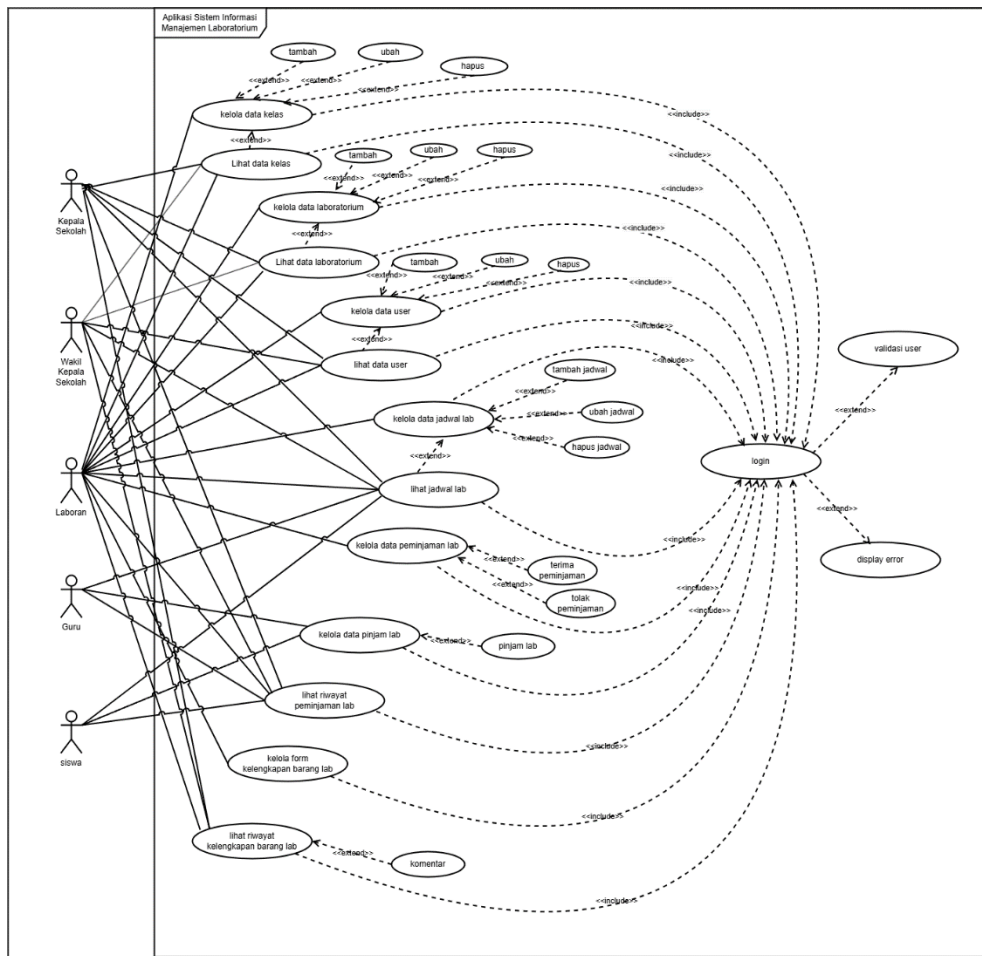 Aplikasi Sistem Informasi
Manajemen Laboratorium
tambah
ubah
hapus
<<extend>>
<<extend>>
<<extend>>
kelola data kelas
<<include>>
<<extend>>
Lihat data kelas
<<include>>
tambah
ubah
hapus
<<extend>>
<<extend>>
<<extend>>
kelola data laboratorium
<<include>>
<<extend>>
Kepala
Sekolah
Lihat data laboratorium
<<include>>
tambah
ubah
hapus
<<extend>>
<<extend>>
<<extend>>
kelola data user
<<include>>
<<extend>>
lihat data user
<<include>>
Wakil
Kepala
Sekolah
validasi user
<<extend>>
tambah jadwal
<<extend>>
kelola data jadwal lab
<<extend>>
ubah jadwal
<<extend>>
hapus jadwal
<<extend>>
login
lihat jadwal lab
<<include>>
Laboran
<<extend>>
display error
kelola data peminjaman lab
<<extend>>
terima
peminjaman
<<extend>>
tolak
peminjaman
<<include>>
Guru
kelola data pinjam lab
<<extend>>
pinjam lab
<<include>>
lihat riwayat
peminjaman lab
<<include>>
siswa
kelola form
kelengkapan barang lab
<<include>>
lihat riwayat
kelengkapan barang lab
<<extend>>
komentar
<<include>>